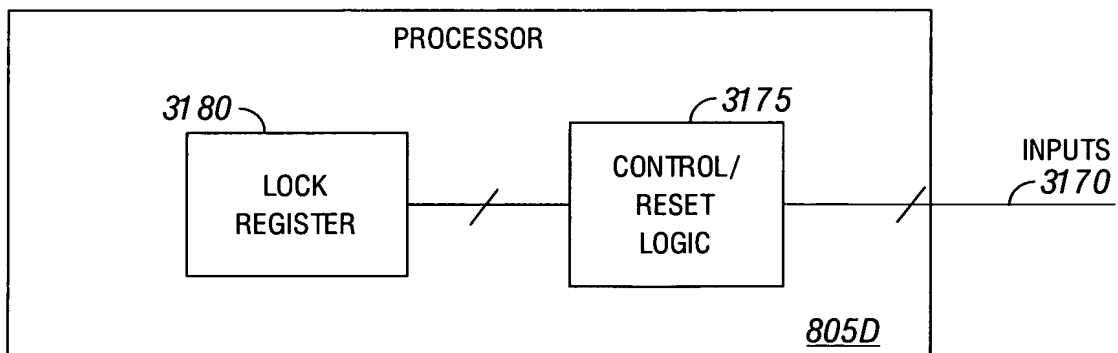 PROCESSOR
3180
3175
LOCK
REGISTER
CONTROL/
RESET
LOGIC
INPUTS
3170
805D